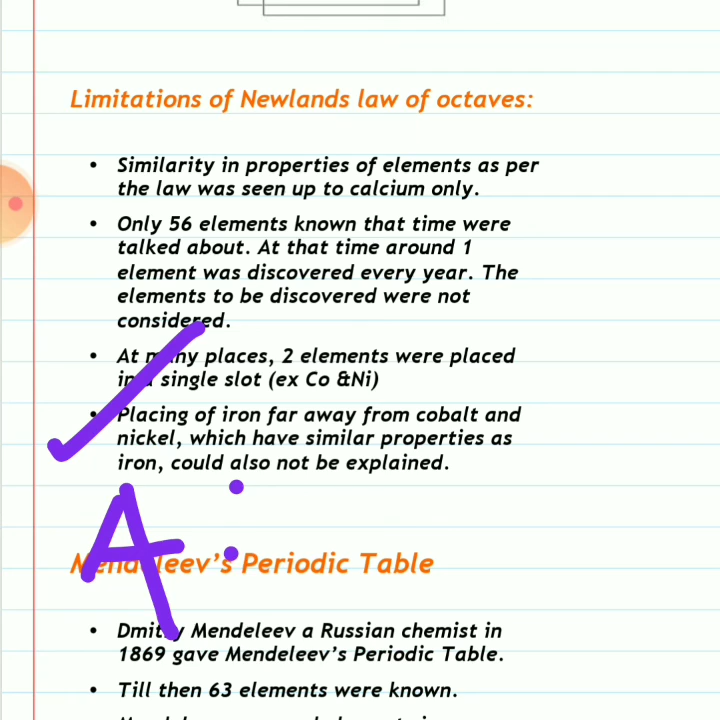 Limitations of Newlands law of octaves:
• Similarity in properties of elements as per
the law was seen up to calcium only.
• Only 56 elements known that time were
talked about. At that time around 1
element was discovered every year. The
elements to be discovered were not
considered.
• At many places, 2 elements were placed
in a single slot (ex Co &Ni)
• Placing of iron far away from cobalt and
nickel, which have similar properties as
iron, could also not be explained.
A:
Mendeleev's Periodic Table
• Dmitry Mendeleev a Russian chemist in
1869 gave Mendeleev's Periodic Table.
• Till then 63 elements were known.